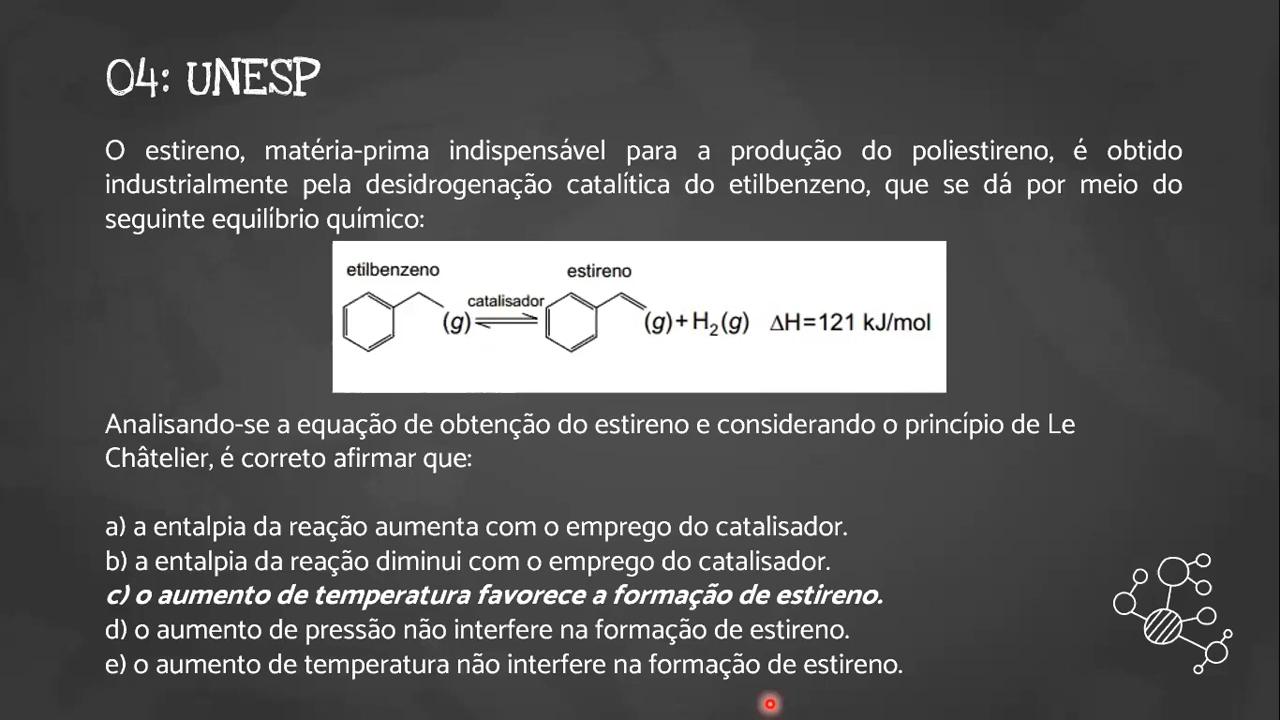 04: UNESP
O estireno, matéria-prima indispensável para a produção do poliestireno, é obtido
industrialmente pela desidrogenação catalítica do etilbenzeno, que se dá por meio do
seguinte equilíbrio químico:
etilbenzeno
estireno
catalisador
(g)
(g)+H₂(g) ΔH=121 kJ/mol
Analisando-se a equação de obtenção do estireno e considerando o princípio de Le
Châtelier, é correto afirmar que:
a) a entalpia da reação aumenta com o emprego do catalisador.
b) a entalpia da reação diminui com o emprego do catalisador.
c) o aumento de temperatura favorece a formação de estireno.
d) o aumento de pressão não interfere na formação de estireno.
e) o aumento de temperatura não interfere na formação de estireno.